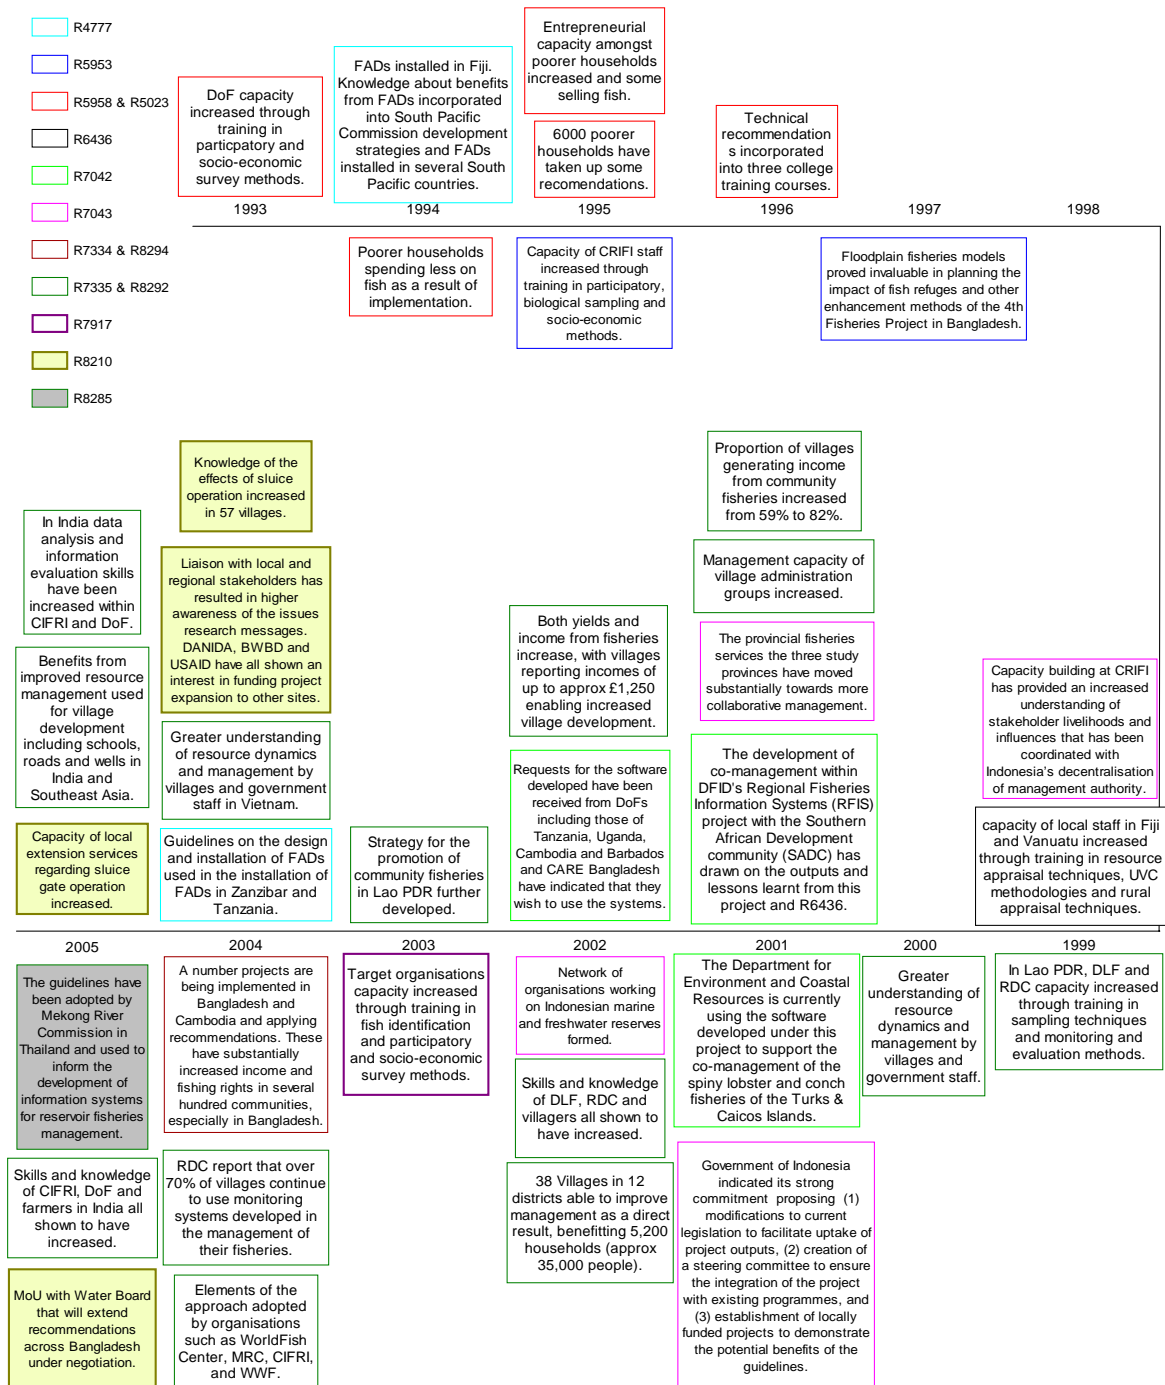 R4777
R5953
R5958 & R5023
R6436
R7042
R7043
R7334 & R8294
R7335 & R8292
R7917
R8210
R8285
DoF capacity
increased through
training in
particpatory and
socio-economic
survey methods.
FADs installed in Fiji.
Knowledge about benefits
from FADs incorporated
into South Pacific
Commission development
strategies and FADs
installed in several South
Pacific countries.
Entrepreneurial
capacity amongst
poorer households
increased and some
selling fish.
6000 poorer
households have
taken up some
recomendations.
Technical
recommendation
s incorporated
into three college
training courses.
1993
1994
1995
1996
1997
1998
Poorer households
spending less on
fish as a result of
implementation.
Capacity of CRIFI staff
increased through
training in participatory,
biological sampling and
socio-economic
methods.
Floodplain fisheries models
proved invaluable in planning the
impact of fish refuges and other
enhancement methods of the 4th
Fisheries Project in Bangladesh.
In India data
analysis and
information
evaluation skills
have been
increased within
CIFRI and DoF.
Benefits from
improved resource
management used
for village
development
including schools,
roads and wells in
India and
Southeast Asia.
Capacity of local
extension services
regarding sluice
gate operation
increased.
Knowledge of the
effects of sluice
operation increased
in 57 villages.
Liaison with local and
regional stakeholders has
resulted in higher
awareness of the issues
research messages.
DANIDA, BWBD and
USAID have all shown an
interest in funding project
expansion to other sites.
Greater understanding
of resource dynamics
and management by
villages and government
staff in Vietnam.
Guidelines on the design
and installation of FADs
used in the installation of
FADs in Zanzibar and
Tanzania.
Strategy for the
promotion of
community fisheries
in Lao PDR further
developed.
Both yields and
income from fisheries
increase, with villages
reporting incomes of
up to approx £1,250
enabling increased
village development.
Requests for the software
developed have been
received from DoFs
including those of
Tanzania, Uganda,
Cambodia and Barbados
and CARE Bangladesh
have indicated that they
wish to use the systems.
Proportion of villages
generating income
from community
fisheries increased
from 59% to 82%.
Management capacity of
village administration
groups increased.
The provincial fisheries
services the three study
provinces have moved
substantially towards more
collaborative management.
The development of
co-management within
DFID's Regional Fisheries
Information Systems (RFIS)
project with the Southern
African Development
community (SADC) has
drawn on the outputs and
lessons learnt from this
project and R6436.
Capacity building at CRIFI
has provided an increased
understanding of
stakeholder livelihoods and
influences that has been
coordinated with
Indonesia's decentralisation
of management authority.
capacity of local staff in Fiji
and Vanuatu increased
through training in resource
appraisal techniques, UVC
methodologies and rural
appraisal techniques.
2005
2004
2003
2002
2001
2000
1999
The guidelines have
been adopted by
Mekong River
Commission in
Thailand and used to
inform the
development of
information systems
for reservoir fisheries
management.
Skills and knowledge
of CIFRI, DoF and
farmers in India all
shown to have
increased.
MoU with Water Board
that will extend
recommendations
across Bangladesh
under negotiation.
A number projects are
being implemented in
Bangladesh and
Cambodia and applying
recommendations. These
have substantially
increased income and
fishing rights in several
hundred communities,
especially in Bangladesh.
RDC report that over
70% of villages continue
to use monitoring
systems developed in
the management of
their fisheries.
Elements of the
approach adopted
by organisations
such as WorldFish
Center, MRC, CIFRI,
and WWF.
Target organisations
capacity increased
through training in
fish identification
and participatory
and socio-economic
survey methods.
Network of
organisations working
on Indonesian marine
and freshwater reserves
formed.
Skills and knowledge
of DLF, RDC and
villagers all shown to
have increased.
38 Villages in 12
districts able to improve
management as a direct
result, benefitting 5,200
households (approx
35,000 people).
The Department for
Environment and Coastal
Resources is currently
using the software
developed under this
project to support the
co-management of the
spiny lobster and conch
fisheries of the Turks &
Caicos Islands.
Government of Indonesia
indicated its strong
commitment proposing (1)
modifications to current
legislation to facilitate uptake of
project outputs, (2) creation of
a steering committee to ensure
the integration of the project
with existing programmes, and
(3) establishment of locally
funded projects to demonstrate
the potential benefits of the
guidelines.
Greater
understanding of
resource
dynamics and
management by
villages and
government staff.
In Lao PDR, DLF and
RDC capacity increased
through training in
sampling techniques
and monitoring and
evaluation methods.